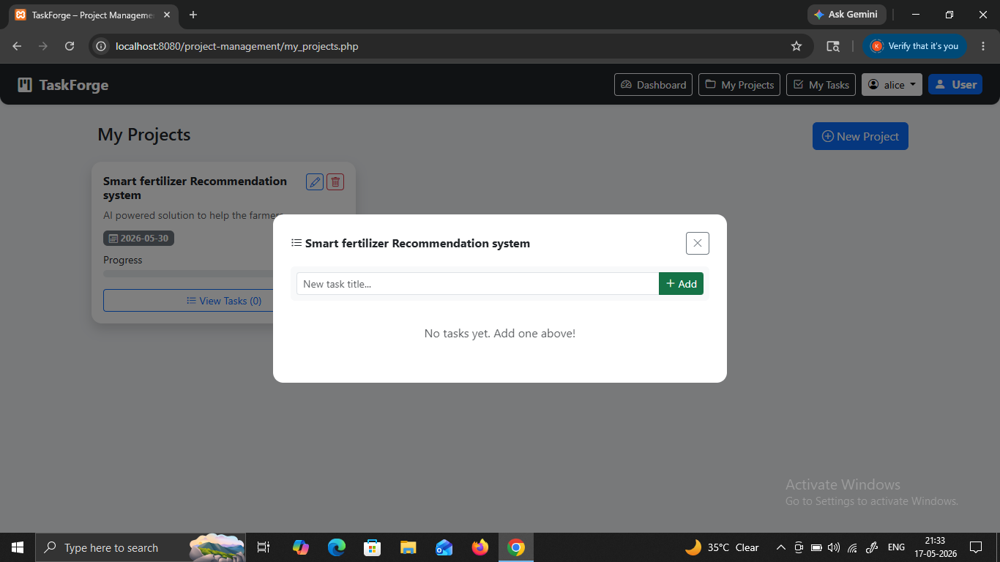 TaskForge – Project Manageme
Ask Gemini
localhost:8080/project-management/my_projects.php
Verify that it's you
TaskForge
Dashboard
My Projects
My Tasks
alice
User
My Projects
New Project
Smart fertilizer Recommendation
system
AI powered solution to help the farmers
2026-05-30
Progress
View Tasks (0)
Smart fertilizer Recommendation system
New task title...
+ Add
No tasks yet. Add one above!
Activate Windows
Go to Settings to activate Windows.
Type here to search
35°C Clear
ENG
21:33
17-05-2026